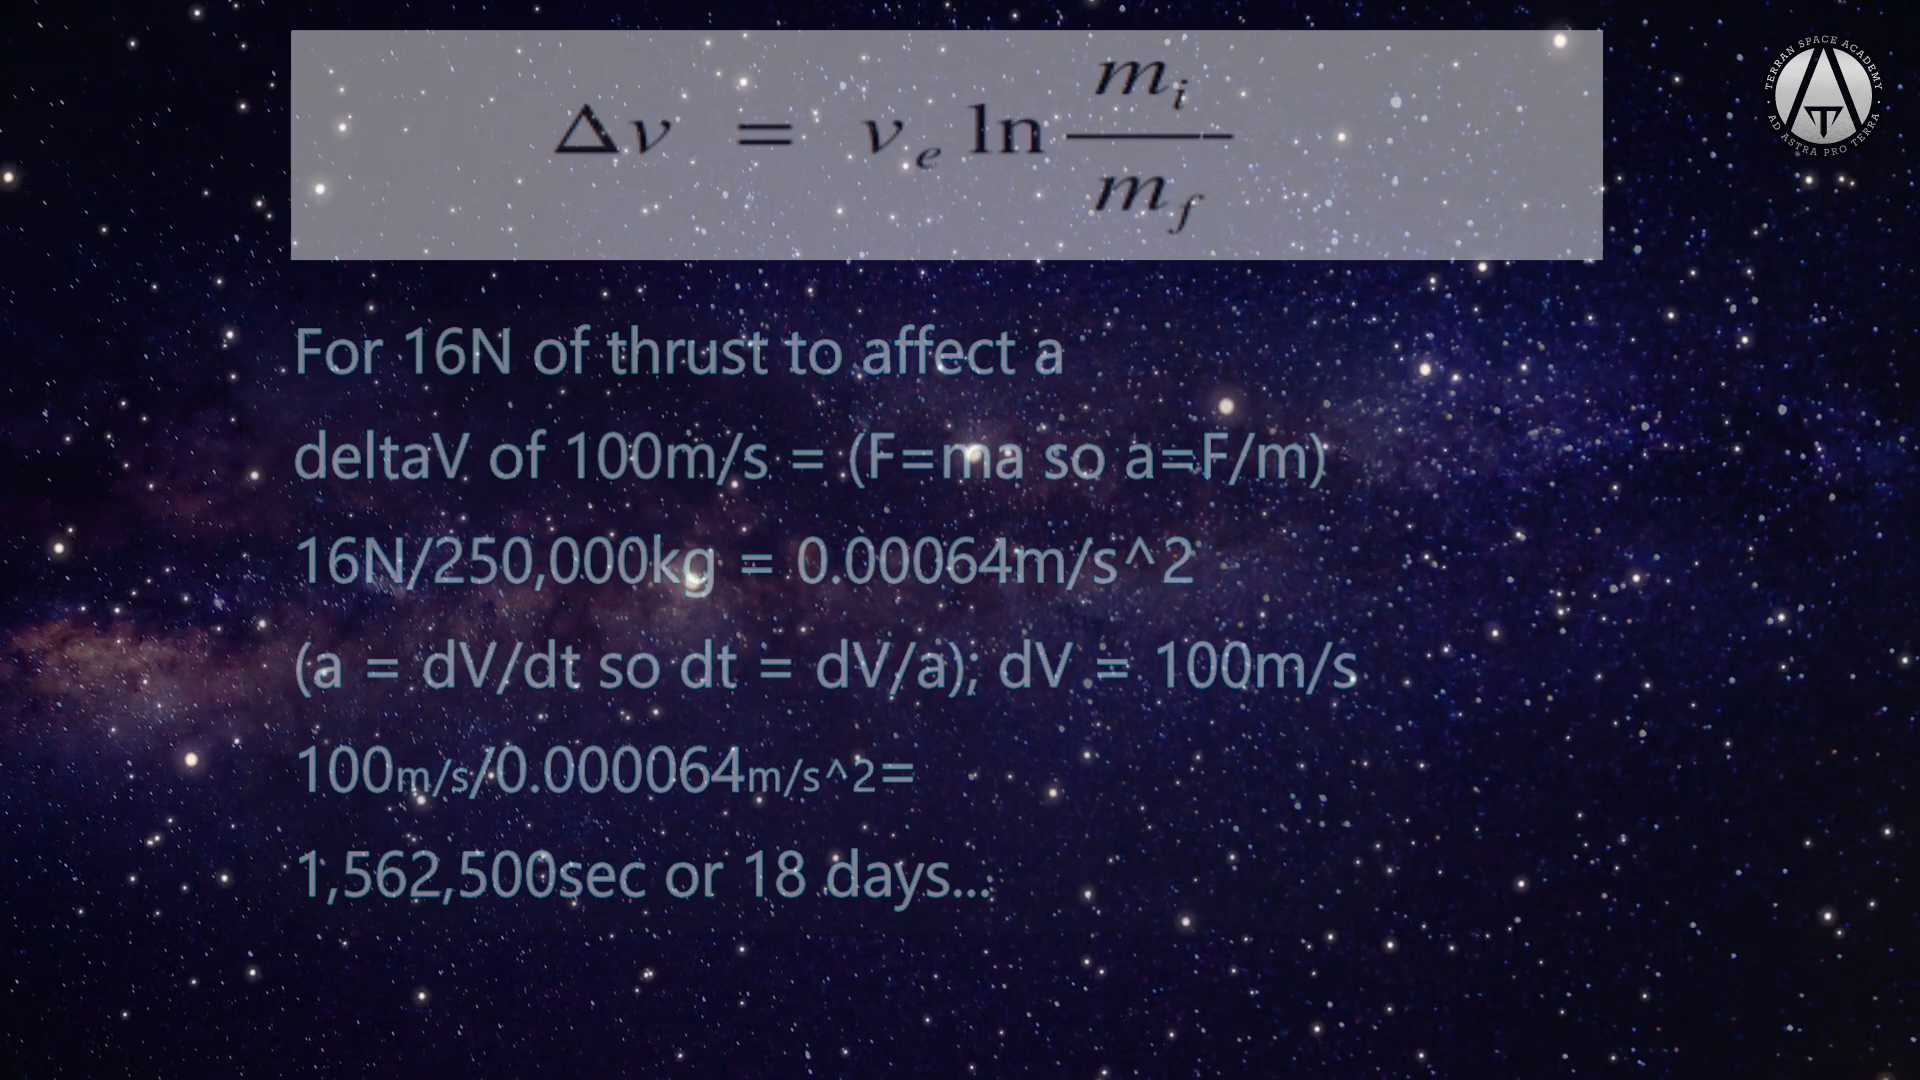 Δv = v_e ln m_i / m_f
TERRAN SPACE ACADEMY
AD ASTRA PRO TERRA
For 16N of thrust to affect a
deltaV of 100m/s = (F=ma so a=F/m)
16N/250,000kg = 0.00064m/s^2
(a = dV/dt so dt = dV/a); dV = 100m/s
100m/s/0.000064m/s^2=
1,562,500sec or 18 days...